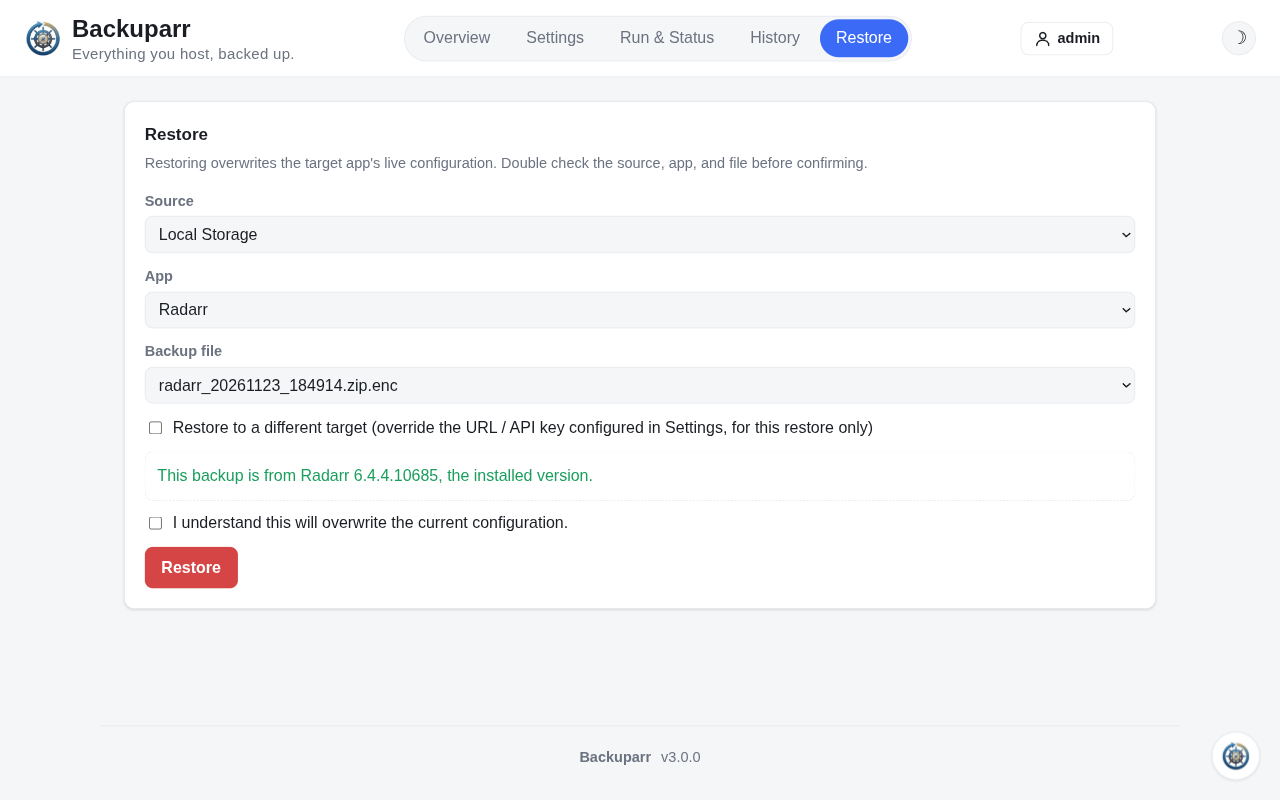 Backuparr
Everything you host, backed up.
Overview
Settings
Run & Status
History
Restore
admin
Restore
Restoring overwrites the target app's live configuration. Double check the source, app, and file before confirming.
Source
Local Storage
App
Radarr
Backup file
radarr_20261123_184914.zip.enc
Restore to a different target (override the URL / API key configured in Settings, for this restore only)
This backup is from Radarr 6.4.4.10685, the installed version.
I understand this will overwrite the current configuration.
Restore
Backuparr v3.0.0